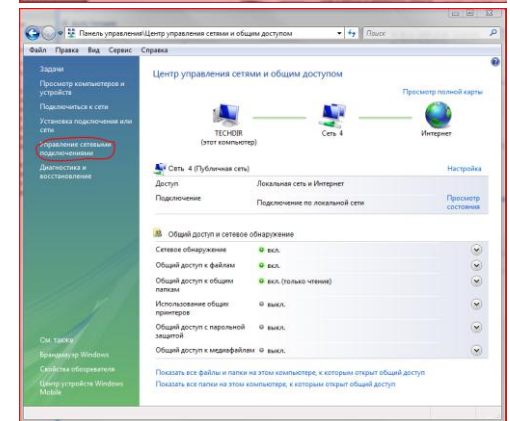 Панель управления\Центр управления сетями и общим доступом
Поиск
Файл Правка Вид Сервис Справка
Задачи
Просмотр компьютеров и
устройств
Подключиться к сети
Установка подключения или
сети
Управление сетевыми
подключениями
Диагностика и
восстановление
См. также
Брандмауэр Windows
Свойства обозревателя
Центр устройств Windows
Mobile
Центр управления сетями и общим доступом
Просмотр полной карты
TECHDIR
(этот компьютер)
Сеть 4
Интернет
Сеть 4 (Публичная сеть)
Настройка
Доступ Локальная сеть и Интернет
Подключение Подключение по локальной сети
Просмотр
состояния
Общий доступ и сетевое обнаружение
Сетевое обнаружение вкл.
Общий доступ к файлам вкл.
Общий доступ к общим
папкам
вкл. (только чтение)
Использование общих
принтеров
выкл.
Общий доступ с парольной
защитой
выкл.
Общий доступ к медиафайлам выкл.
Показать все файлы и папки на этом компьютере, к которым открыт общий доступ
Показать все папки на этом компьютере, к которым открыт общий доступ